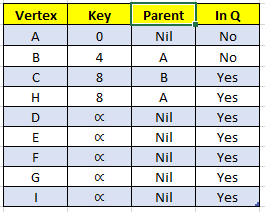 Vertex Key Parent In Q
A 0 Nil No
B 4 A No
C 8 B Yes
H 8 A Yes
D ∝ Nil Yes
E ∝ Nil Yes
F ∝ Nil Yes
G ∝ Nil Yes
I ∝ Nil Yes